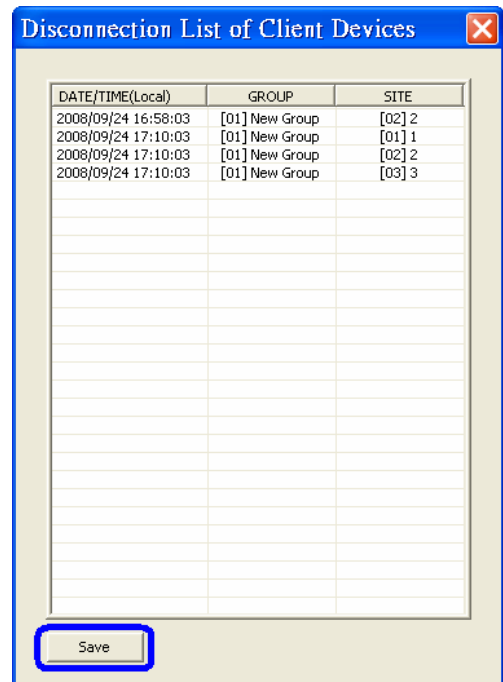 Disconnection List of Client Devices
DATE/TIME(Local) GROUP SITE
2008/09/24 16:58:03 [01] New Group [02] 2
2008/09/24 17:10:03 [01] New Group [01] 1
2008/09/24 17:10:03 [01] New Group [02] 2
2008/09/24 17:10:03 [01] New Group [03] 3
Save